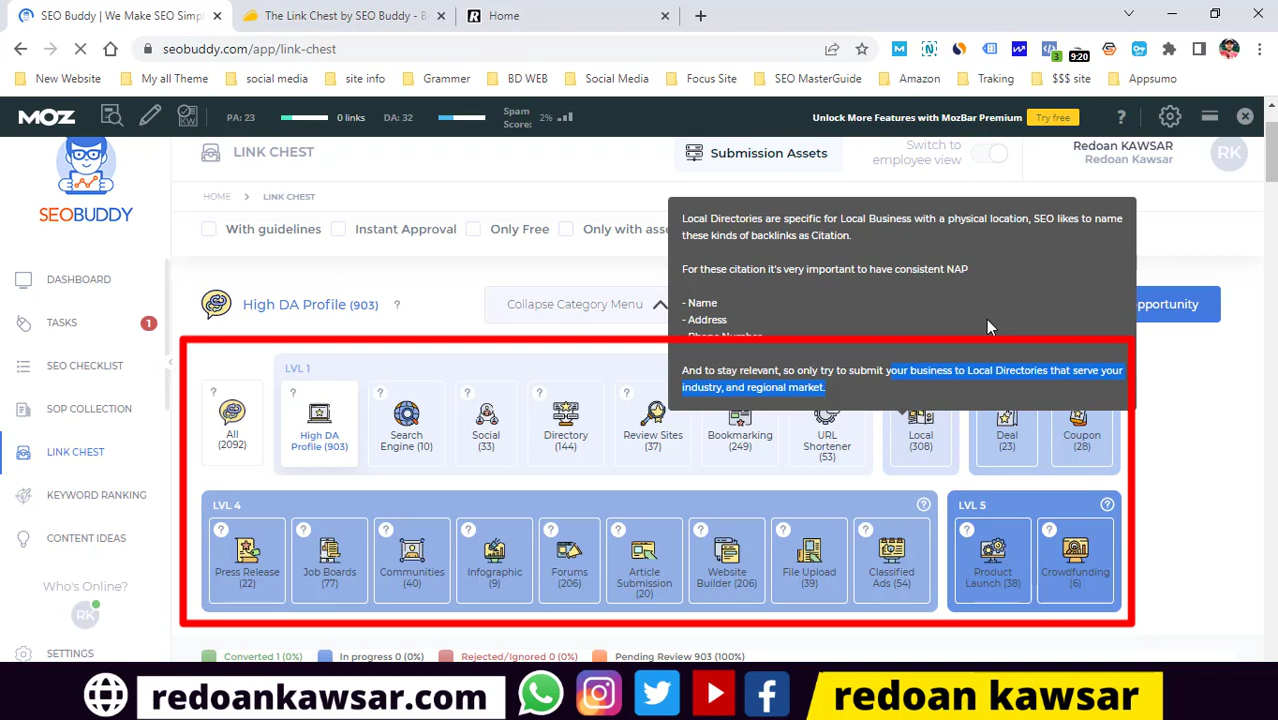 SEO Buddy | We Make SEO Simpl
The Link Chest by SEO Buddy -
Home
seobuddy.com/app/link-chest
3
9:20
New Website
My all Theme
social media
site info
Grammer
BD WEB
Social Media
Focus Site
SEO MasterGuide
Amazon
Traking
$$$ site
Appsumo
MOZ
PA: 23
0 links
DA: 32
Spam
Score: 2%
Unlock More Features with MozBar Premium
Try free
?
LINK CHEST
Submission Assets
Switch to
employee view
Redoan KAWSAR
Redoan Kawsar
RK
SEOBUDDY
HOME > LINK CHEST
With guidelines
Instant Approval
Only Free
Only with asse
Local Directories are specific for Local Business with a physical location, SEO likes to name
these kinds of backlinks as Citation.
For these citation it's very important to have consistent NAP
- Name
- Address
- Phone Number
And to stay relevant, so only try to submit your business to Local Directories that serve your
industry, and regional market.
DASHBOARD
TASKS
1
SEO CHECKLIST
SOP COLLECTION
LINK CHEST
KEYWORD RANKING
CONTENT IDEAS
Who's Online?
RK
SETTINGS
High DA Profile (903) ?
Collapse Category Menu
pportunity
LVL 1
?
All
(2092)
?
High DA
Profile (903)
?
Search
Engine (10)
?
Social
(33)
?
Directory
(144)
?
Review Sites
(37)
Bookmarking
(249)
URL
Shortener
(53)
Local
(308)
Deal
(23)
Coupon
(28)
LVL 4
?
?
Press Release
(22)
?
Job Boards
(77)
?
Communities
(40)
?
Infographic
(9)
?
Forums
(206)
?
Article
Submission
(20)
?
Website
Builder (206)
?
File Upload
(39)
?
Classified
Ads (54)
LVL 5
?
?
Product
Launch (38)
?
Crowdfunding
(6)
Converted 1 (0%)
In progress 0 (0%)
Rejected/Ignored 0 (0%)
Pending Review 903 (100%)
redoankawsar.com
redoan kawsar